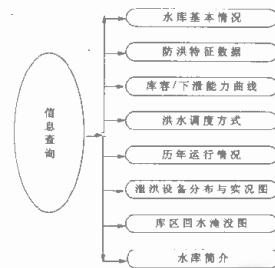 信息查询
水库基本情况
防洪特征数据
库容/下泄能力曲线
洪水调度方式
历年运行情况
泄洪设备分布与实况图
库区回水淹没图
水库简介